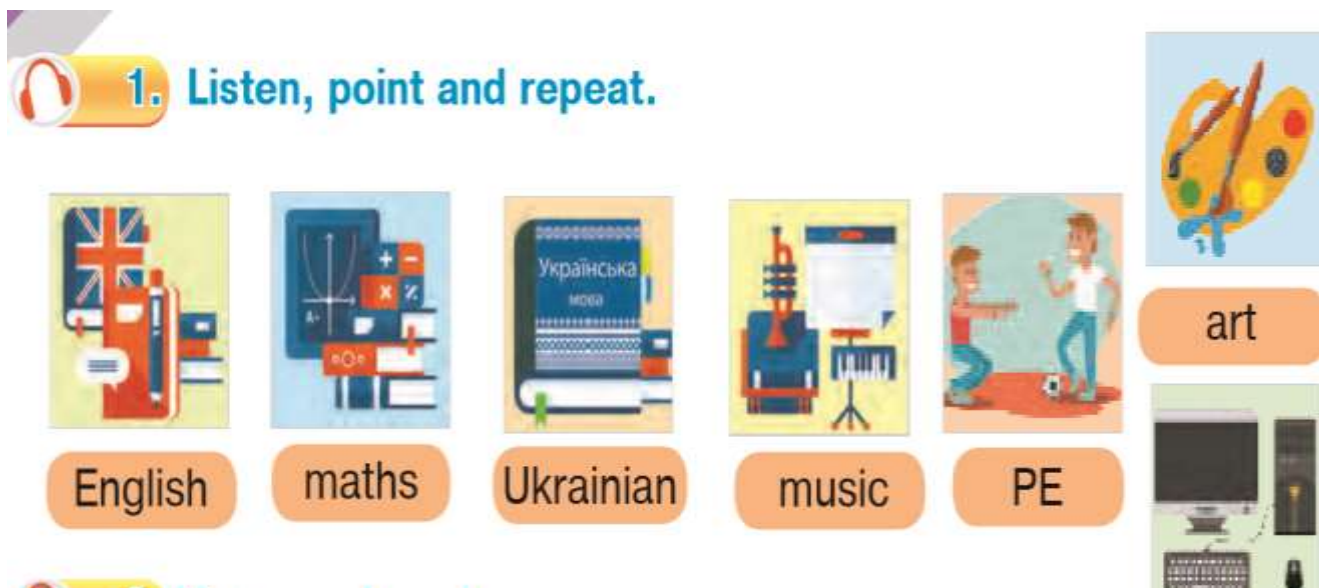 1. Listen, point and repeat.
Українська
мова
English
maths
Ukrainian
music
PE
art